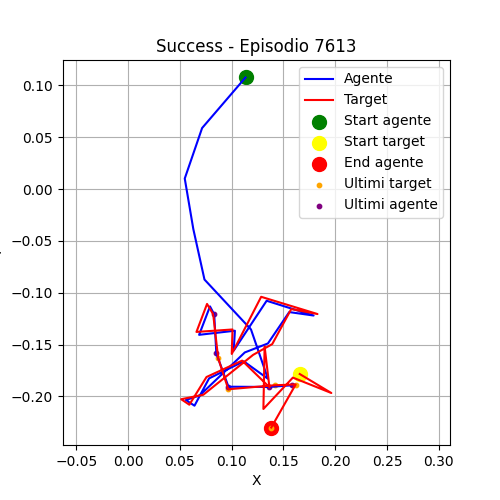 Success - Episodio 7613
Agente
Target
Start agente
Start target
End agente
Ultimi target
Ultimi agente
0.10
0.05
0.00
−0.05
−0.10
−0.15
−0.20
−0.05
0.00
0.05
0.10
0.15
0.20
0.25
0.30
X